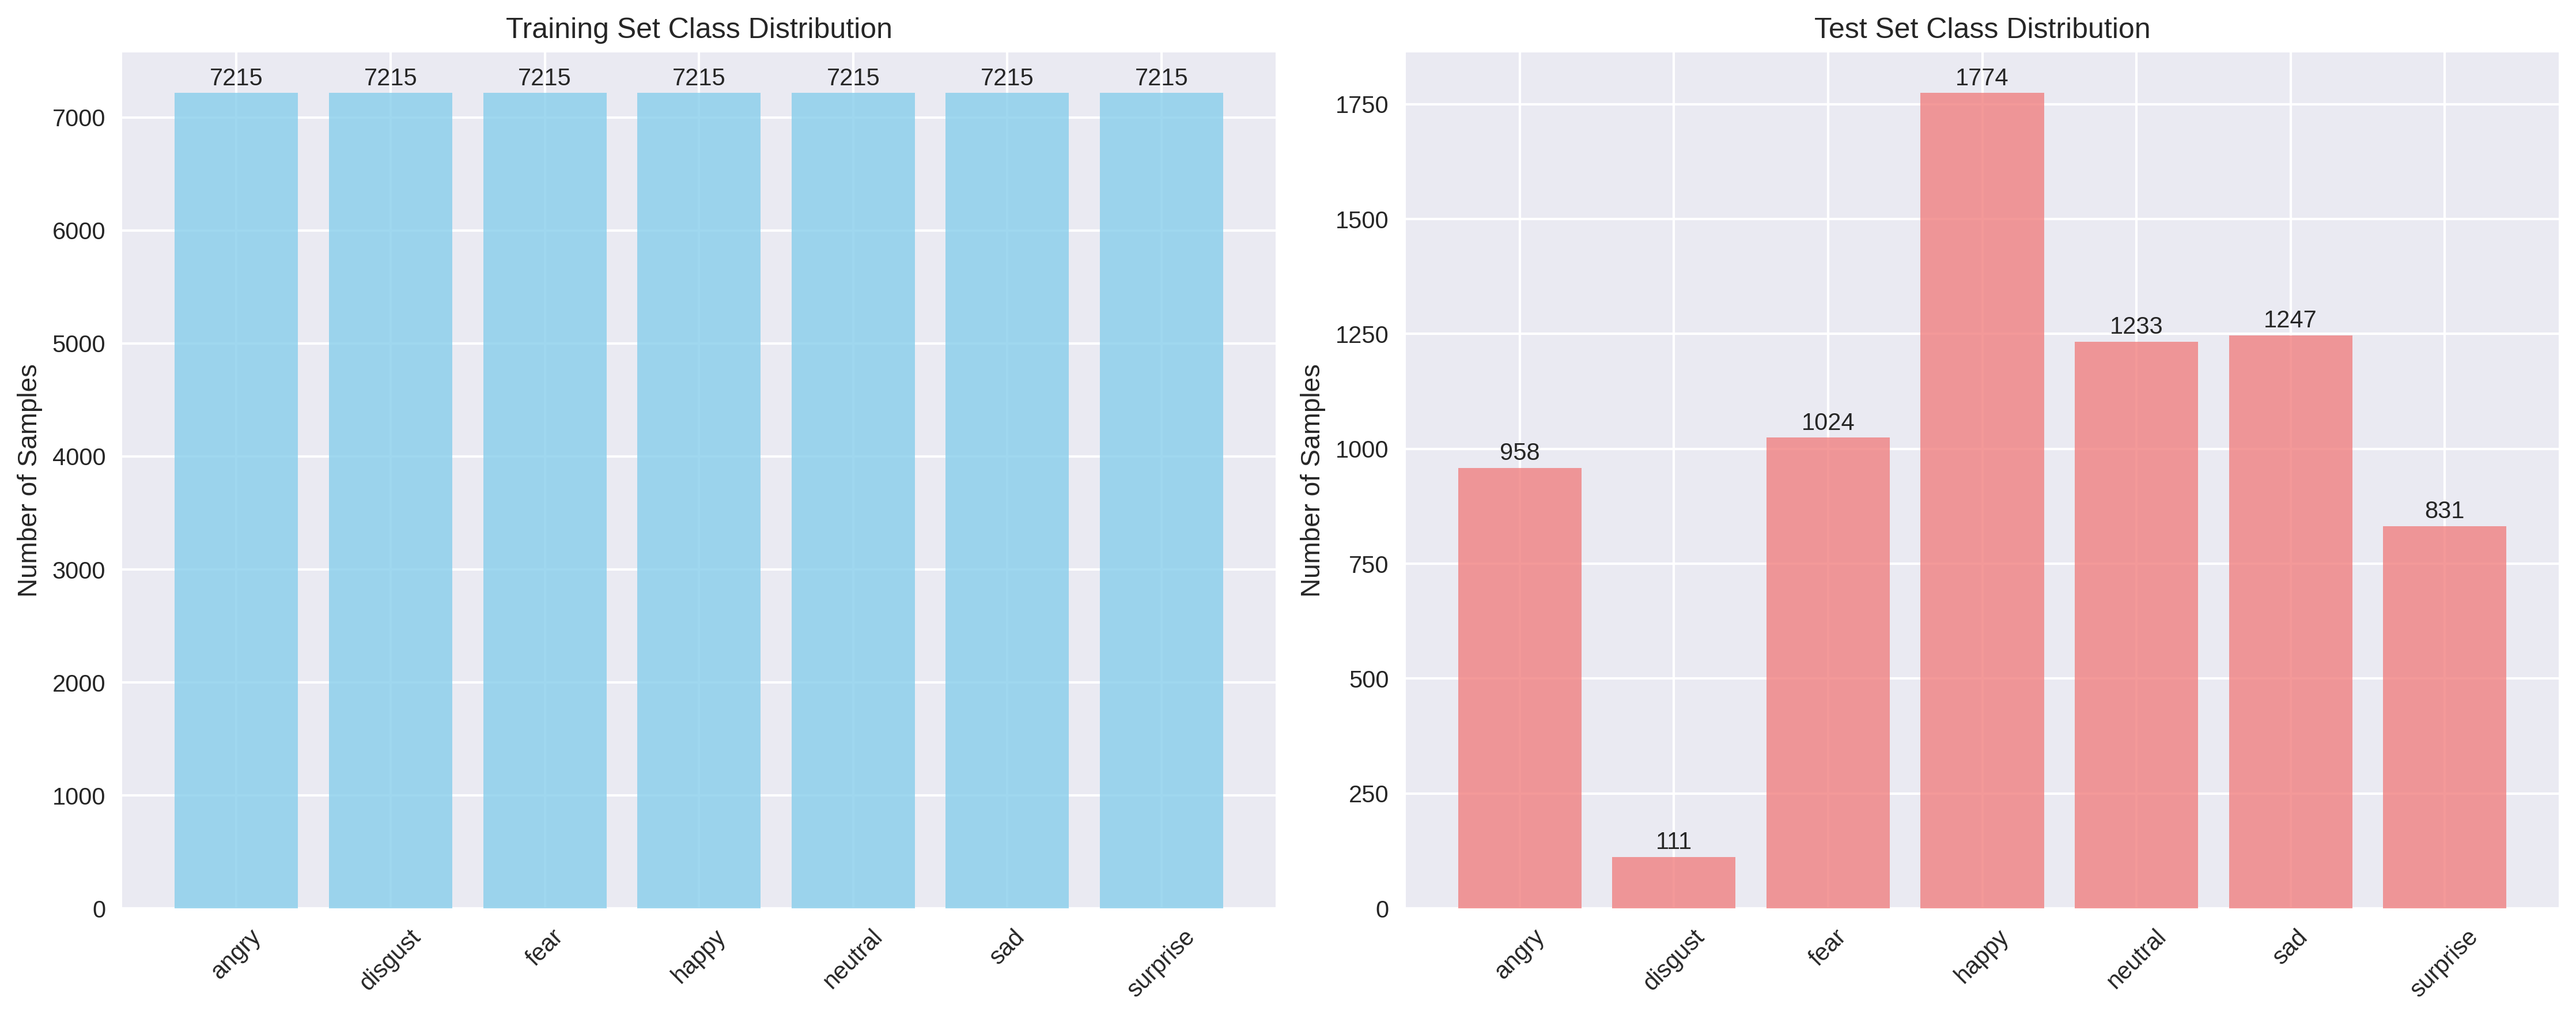 Training Set Class Distribution
Number of Samples
7000
6000
5000
4000
3000
2000
1000
0
7215 7215 7215 7215 7215 7215 7215
angry disgust fear happy neutral sad surprise
Test Set Class Distribution
Number of Samples
1750
1500
1250
1000
750
500
250
0
958 111 1024 1774 1233 1247 831
angry disgust fear happy neutral sad surprise